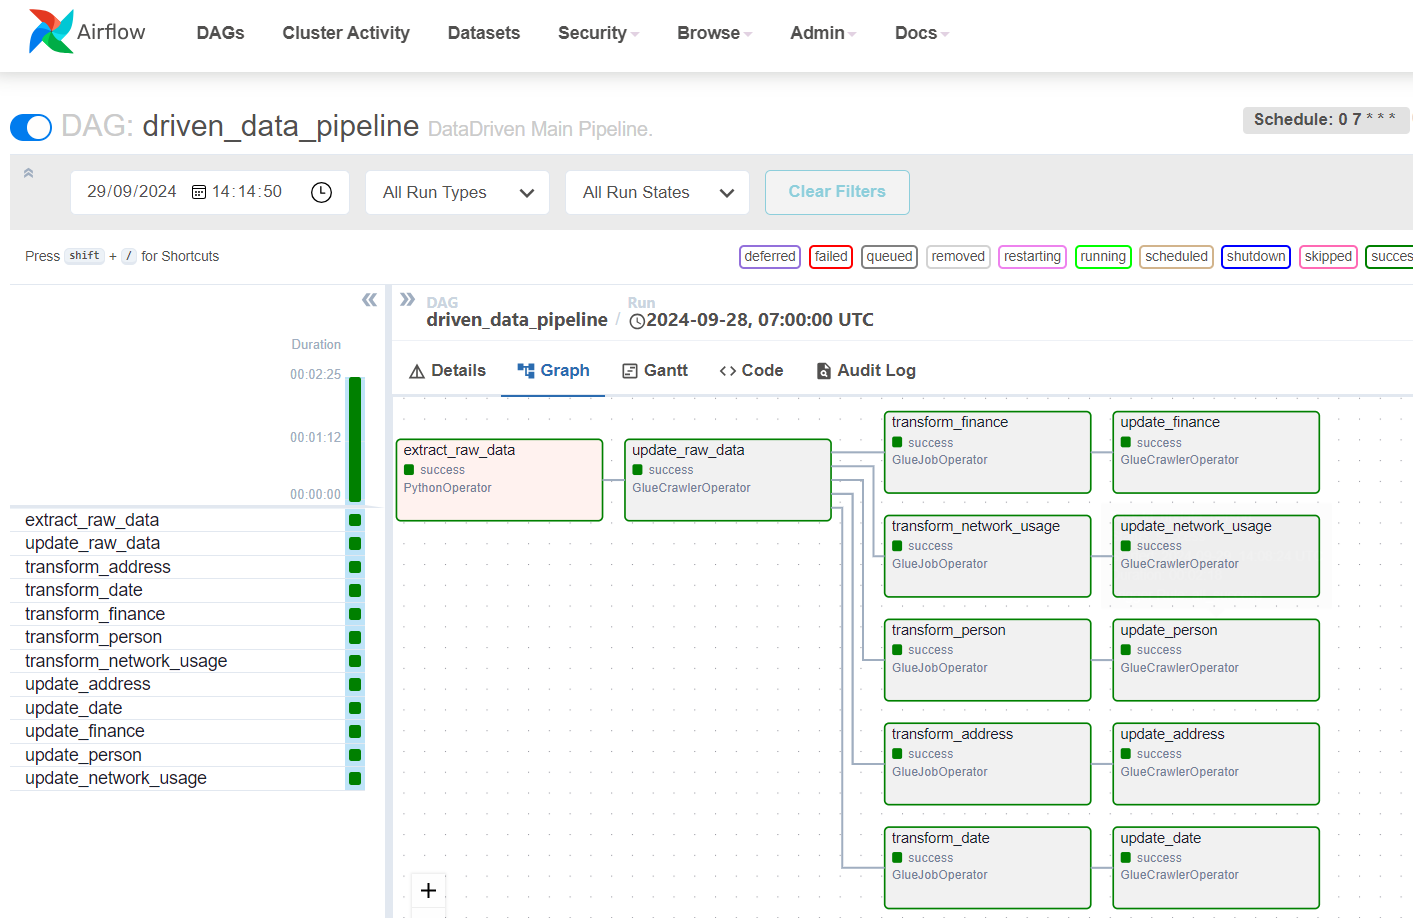 Airflow
DAGs
Cluster Activity
Datasets
Security
Browse
Admin
Docs
DAG: driven_data_pipeline DataDriven Main Pipeline.
Schedule: 0 7 * * *
29/09/2024 14:14:50
All Run Types
All Run States
Clear Filters
Press shift + / for Shortcuts
deferred
failed
queued
removed
restarting
running
scheduled
shutdown
skipped
succes
Duration
00:02:25
00:01:12
00:00:00
extract_raw_data
update_raw_data
transform_address
transform_date
transform_finance
transform_person
transform_network_usage
update_address
update_date
update_finance
update_person
update_network_usage
DAG
driven_data_pipeline
/
Run
2024-09-28, 07:00:00 UTC
Details
Graph
Gantt
Code
Audit Log
extract_raw_data
success
PythonOperator
update_raw_data
success
GlueCrawlerOperator
transform_finance
success
GlueJobOperator
update_finance
success
GlueCrawlerOperator
transform_network_usage
success
GlueJobOperator
update_network_usage
success
GlueCrawlerOperator
transform_person
success
GlueJobOperator
update_person
success
GlueCrawlerOperator
transform_address
success
GlueJobOperator
update_address
success
GlueCrawlerOperator
transform_date
success
GlueJobOperator
update_date
success
GlueCrawlerOperator
+